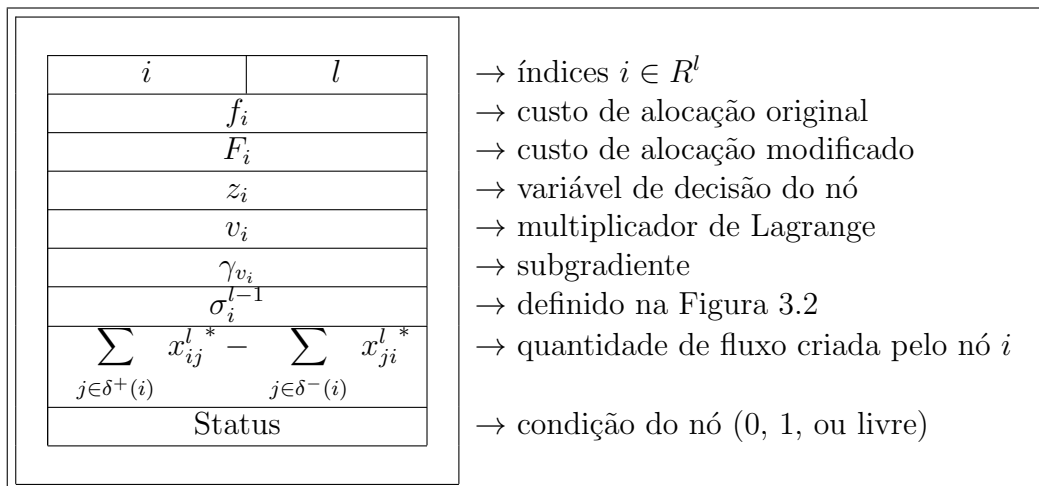 i l → índices i ∈ R^l
f_i → custo de alocação original
F_i → custo de alocação modificado
z_i → variável de decisão do nó
v_i → multiplicador de Lagrange
γ_{v_i} → subgradiente
σ_i^{l−1} → definido na Figura 3.2
∑_{j∈δ^+(i)} x_{ij}^l* − ∑_{j∈δ^−(i)} x_{ji}^l* → quantidade de fluxo criada pelo nó i
Status → condição do nó (0, 1, ou livre)